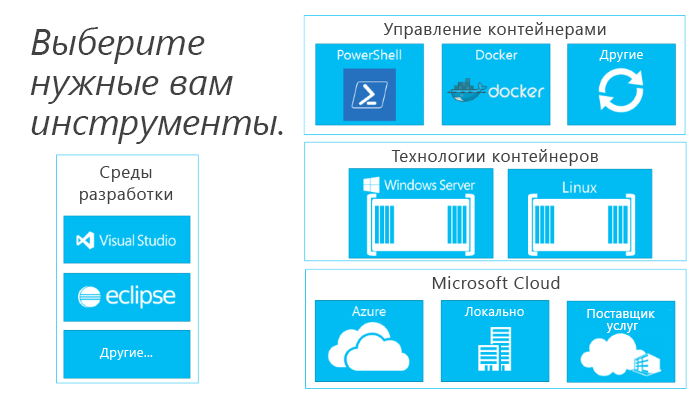 Выберите
нужные вам
инструменты.
Среды
разработки
Visual Studio
eclipse
Другие...
Управление контейнерами
PowerShell
Docker
docker
Другие
Технологии контейнеров
Windows Server
Linux
Microsoft Cloud
Azure
Локально
Поставщик
услуг